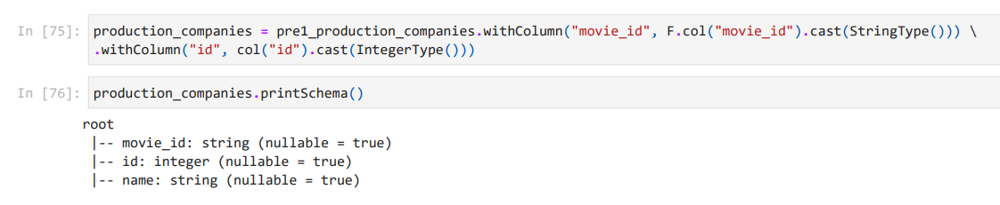 In [75]: production_companies = pre1_production_companies.withColumn("movie_id", F.col("movie_id").cast(StringType())) \
.withColumn("id", col("id").cast(IntegerType()))
In [76]: production_companies.printSchema()
root
|-- movie_id: string (nullable = true)
|-- id: integer (nullable = true)
|-- name: string (nullable = true)